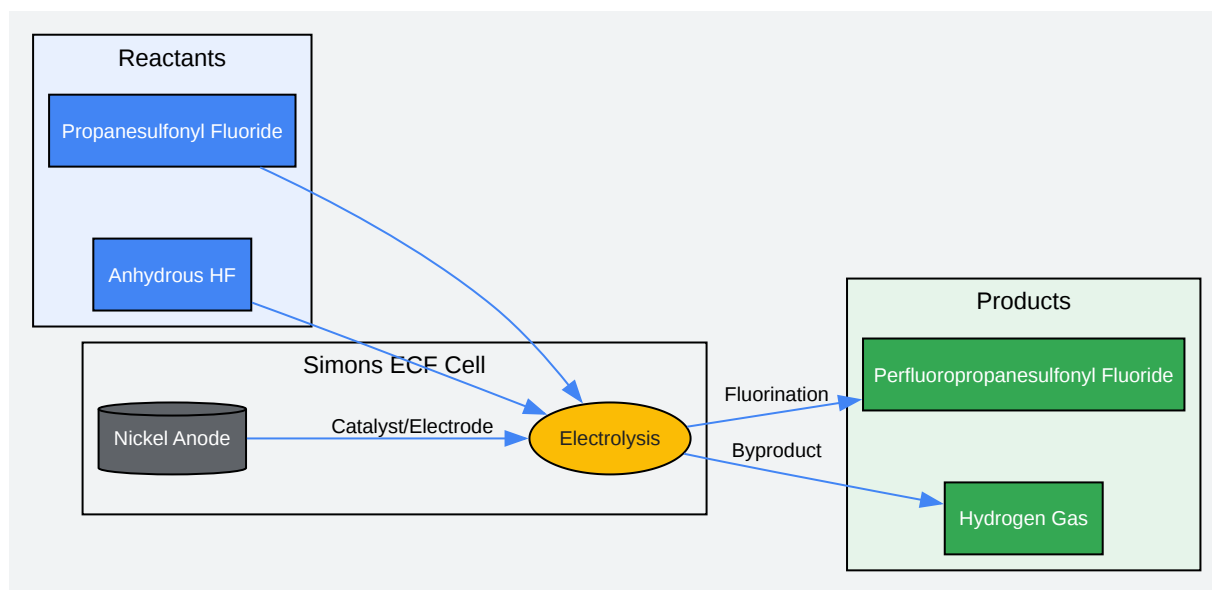 Reactants
Propanesulfonyl Fluoride
Anhydrous HF
Simons ECF Cell
Nickel Anode
Catalyst/Electrode
Electrolysis
Fluorination
Byproduct
Products
Perfluoropropanesulfonyl Fluoride
Hydrogen Gas